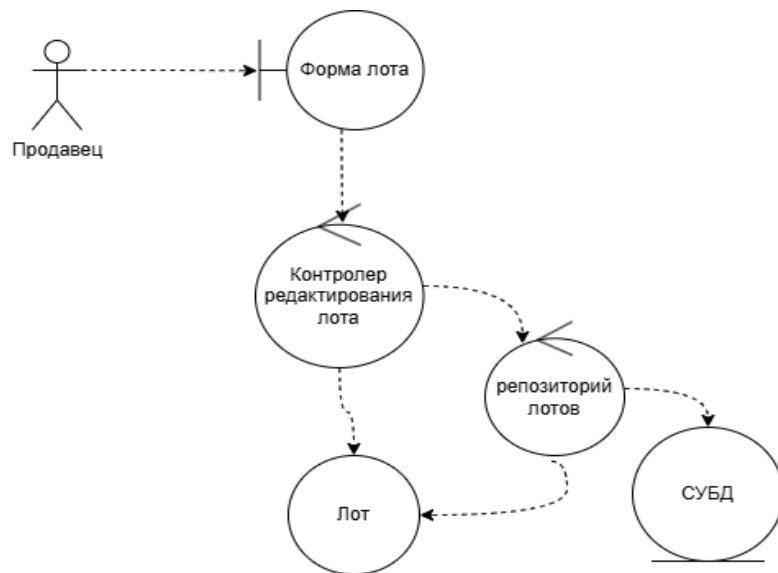 Форма лота
Продавец
Контролер
редактирования
лота
репозиторий
лотов
СУБД
Лот